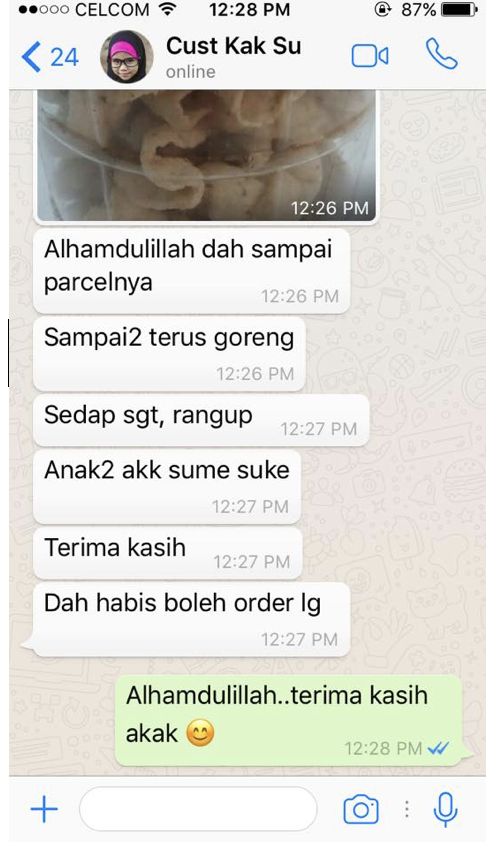 CELCOM 12:28 PM 87%
24 Cust Kak Su
online
12:26 PM
Alhamdulillah dah sampai
parcelnya
12:26 PM
Sampai2 terus goreng
12:26 PM
Sedap sgt, rangup 12:27 PM
Anak2 akk sume suke
12:27 PM
Terima kasih 12:27 PM
Dah habis boleh order lg
12:27 PM
Alhamdulillah..terima kasih
akak 😊
12:28 PM